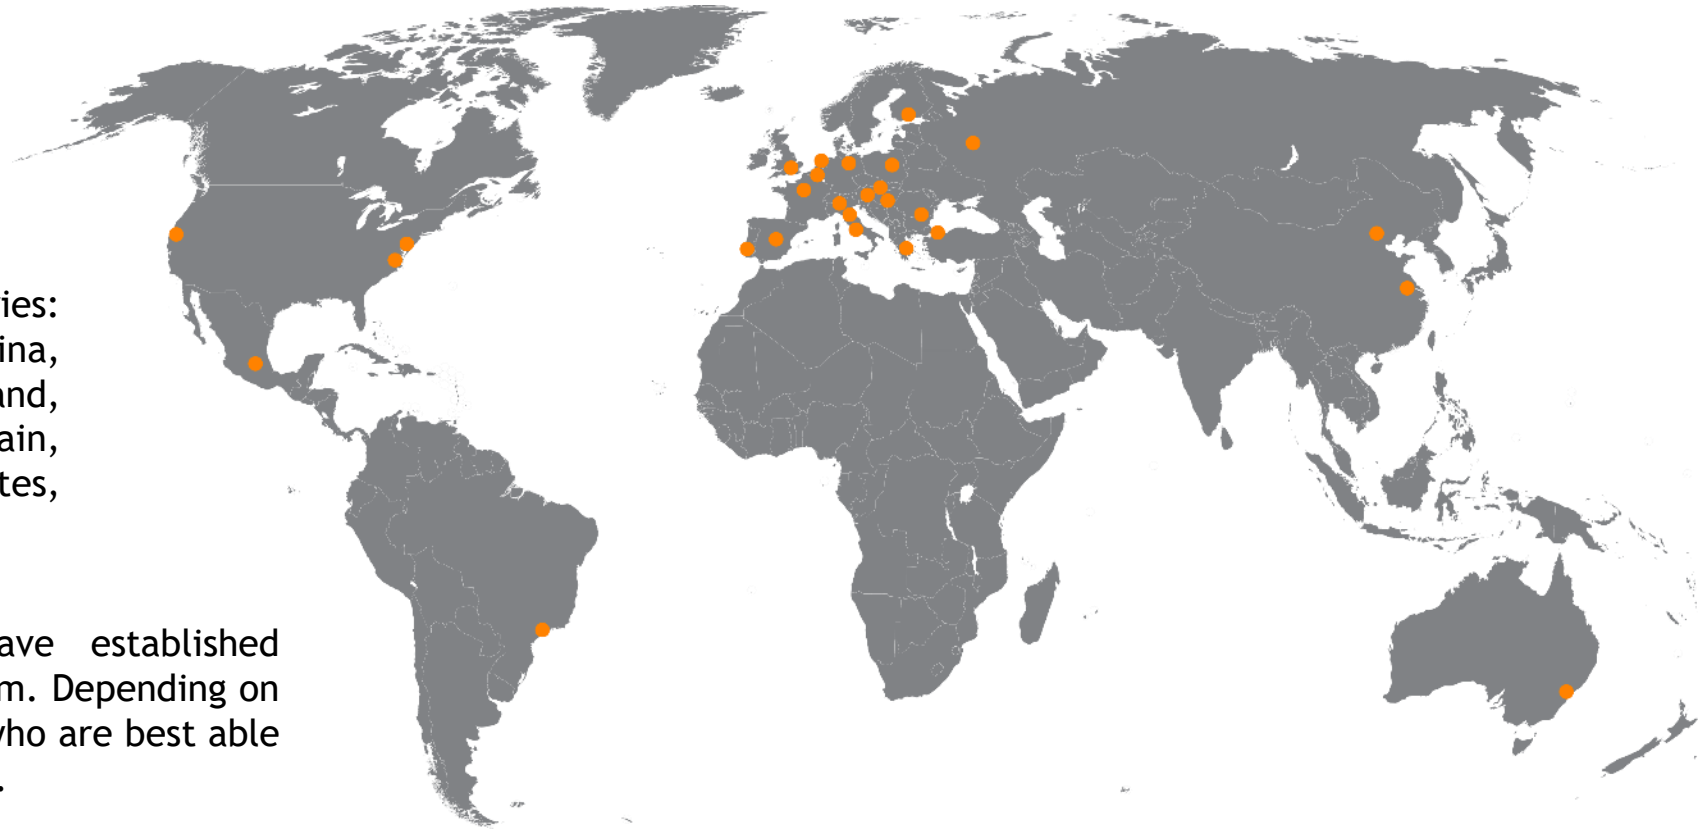 ies:
ina,
and,
ain,
tes,
ave established
m. Depending on
who are best able
.